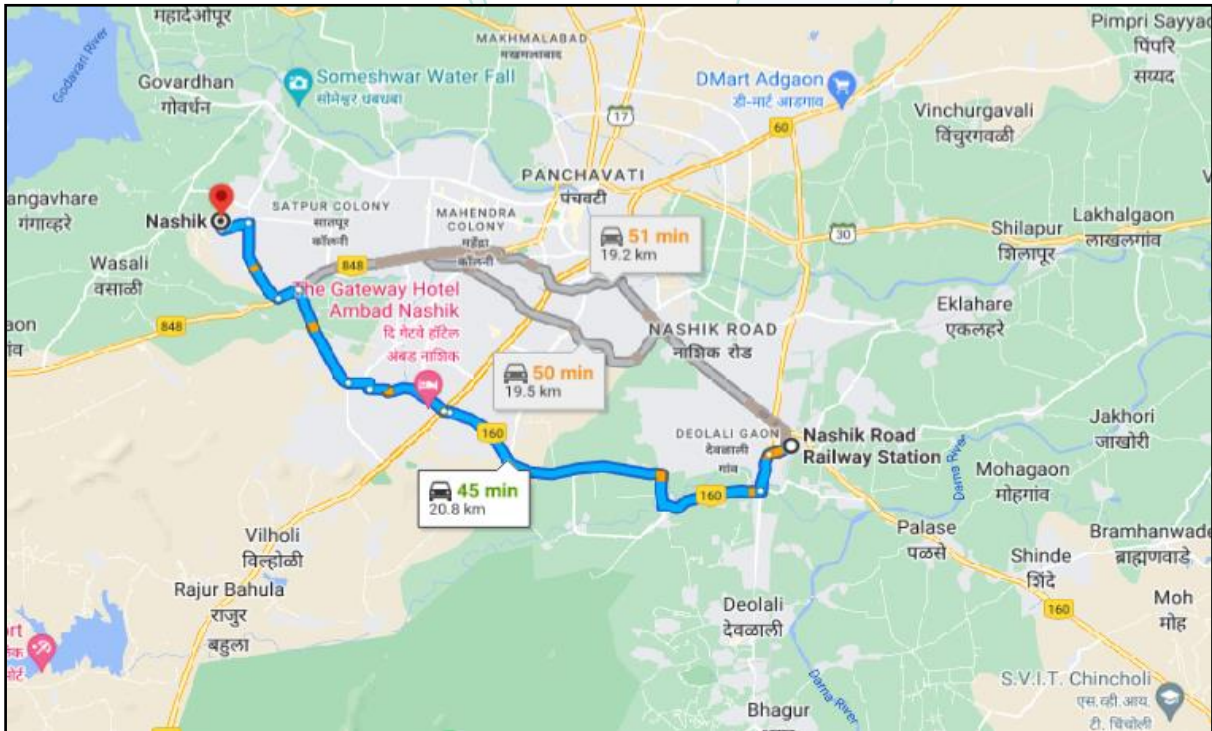 महादेओपूर
Godavari River
Govardhan
गोवर्धन
Someshwar Water Fall
सोमेश्वर धबधबा
MAKHMALABAD
मखमलाबाद
17
DMart Adgaon
डी-मार्ट आडगाव
60
Pimpri Sayyad
पिंपरि
सय्यद
Vinchurgavali
विंचुरगवळी
PANCHAVATI
पंचवटी
angavhare
गंगाव्हरे
Nashik
SATPUR COLONY
सातपूर
कॉलनी
MAHENDRA
COLONY
महेंद्रा
कॉलनी
51 min
19.2 km
30
Shilapur
शिलापूर
Lakhalgaon
लाखलगांव
Wasali
वसाळी
848
The Gateway Hotel
Ambad Nashik
दि गेटवे हॉटेल
अंबड नाशिक
848
Eklahare
एकलहरे
NASHIK ROAD
नाशिक रोड
50 min
19.5 km
160
DEOLALI GAON
देवळाली
गांव
Nashik Road
Railway Station
Jakhori
जाखोरी
Darna River
Mohagaon
मोहगांव
45 min
20.8 km
160
Vilholi
विल्होळी
Palase
पळसे
Bramhanwade
ब्राह्मणवाडे
Shinde
शिंदे
Rajur Bahula
राजुर
बहुला
160
Moh
मोह
Deolali
देवळाली
Darna River
S.V.I.T. Chincholi
एस.व्ही.आय.
टी. चिंचोली
Bhagur